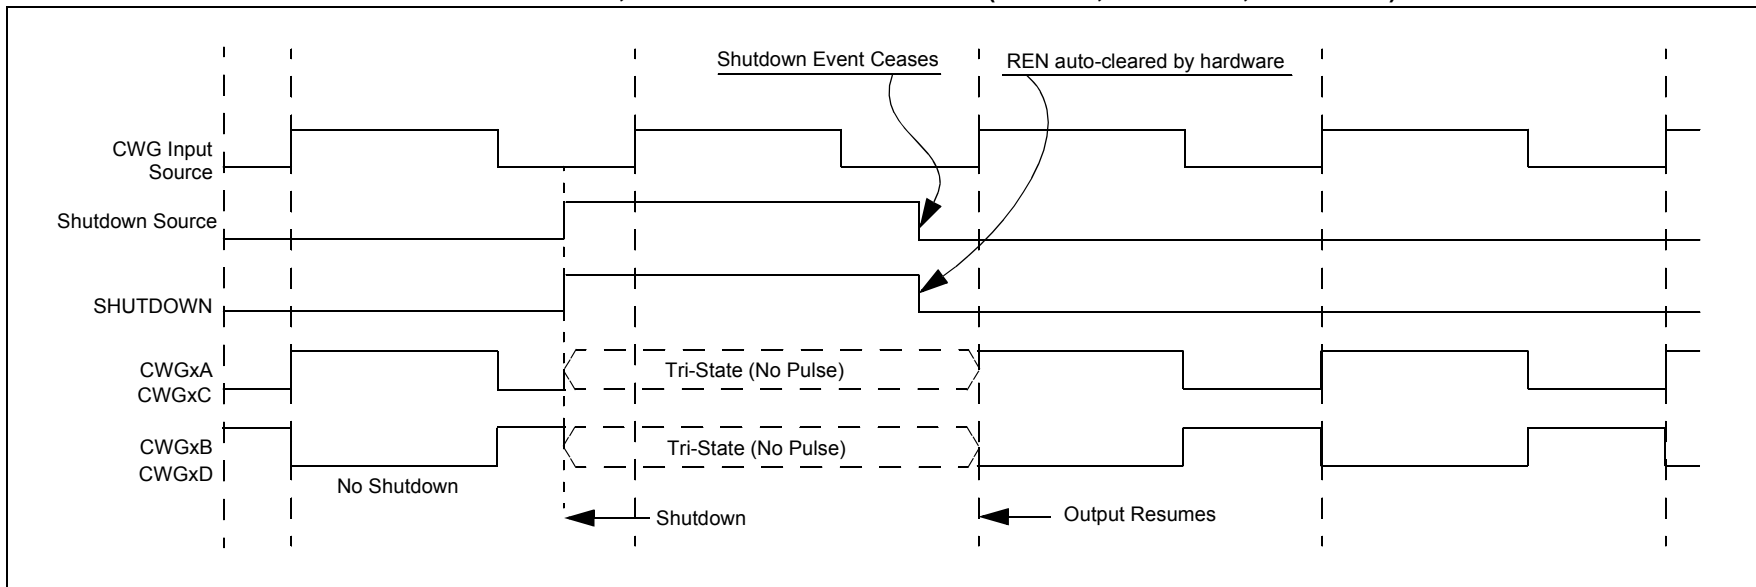 Shutdown Event Ceases
REN auto-cleared by hardware
CWG Input
Source
Shutdown Source
SHUTDOWN
CWGxA
CWGxC
Tri-State (No Pulse)
CWGxB
CWGxD
Tri-State (No Pulse)
No Shutdown
Shutdown
Output Resumes